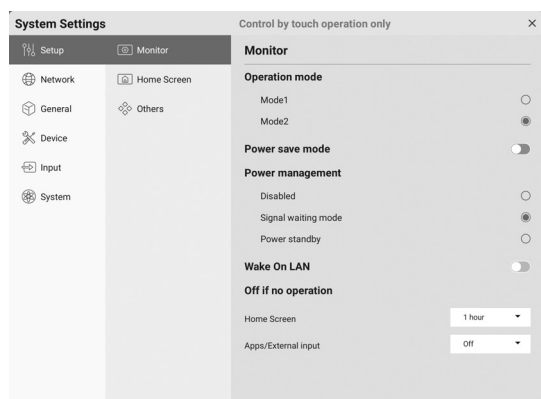 System Settings
Control by touch operation only
Setup
Monitor
Monitor
Network
Home Screen
Operation mode
General
Others
Mode1
Device
Mode2
Input
Power save mode
System
Power management
Disabled
Signal waiting mode
Power standby
Wake On LAN
Off if no operation
Home Screen 1 hour
Apps/External input Off